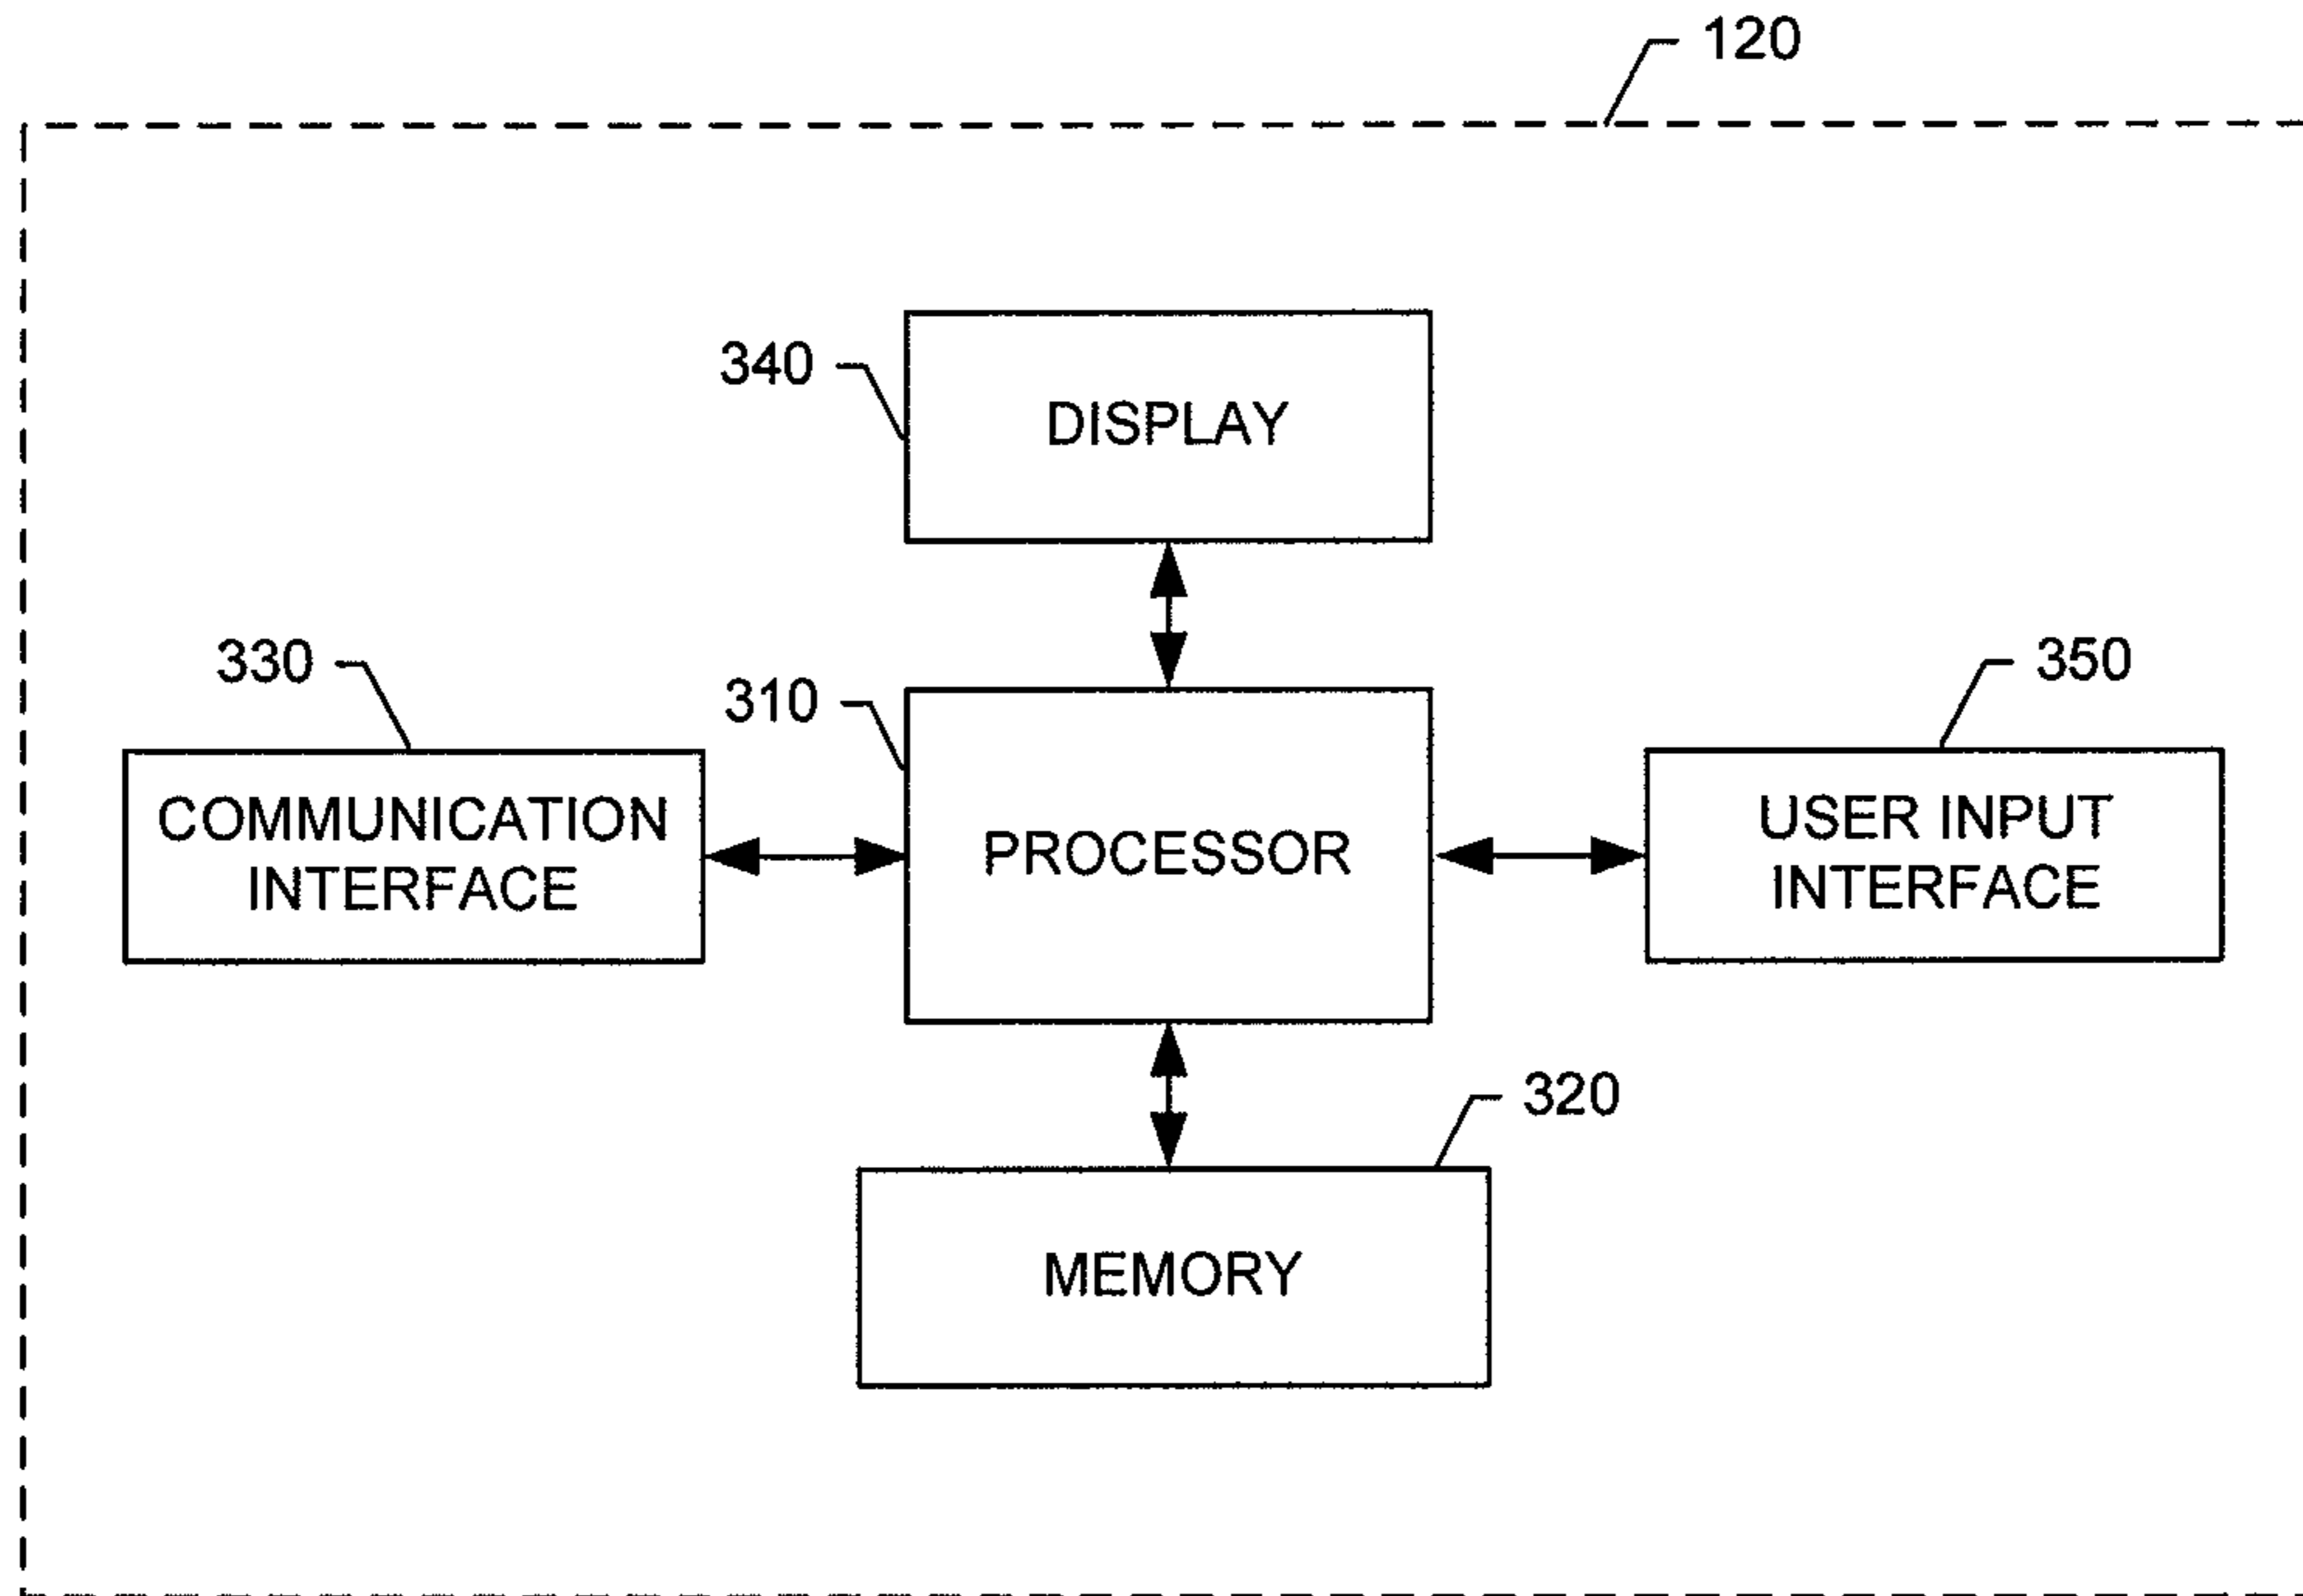 120
340
DISPLAY
330
310
350
COMMUNICATION
INTERFACE
PROCESSOR
USER INPUT
INTERFACE
320
MEMORY